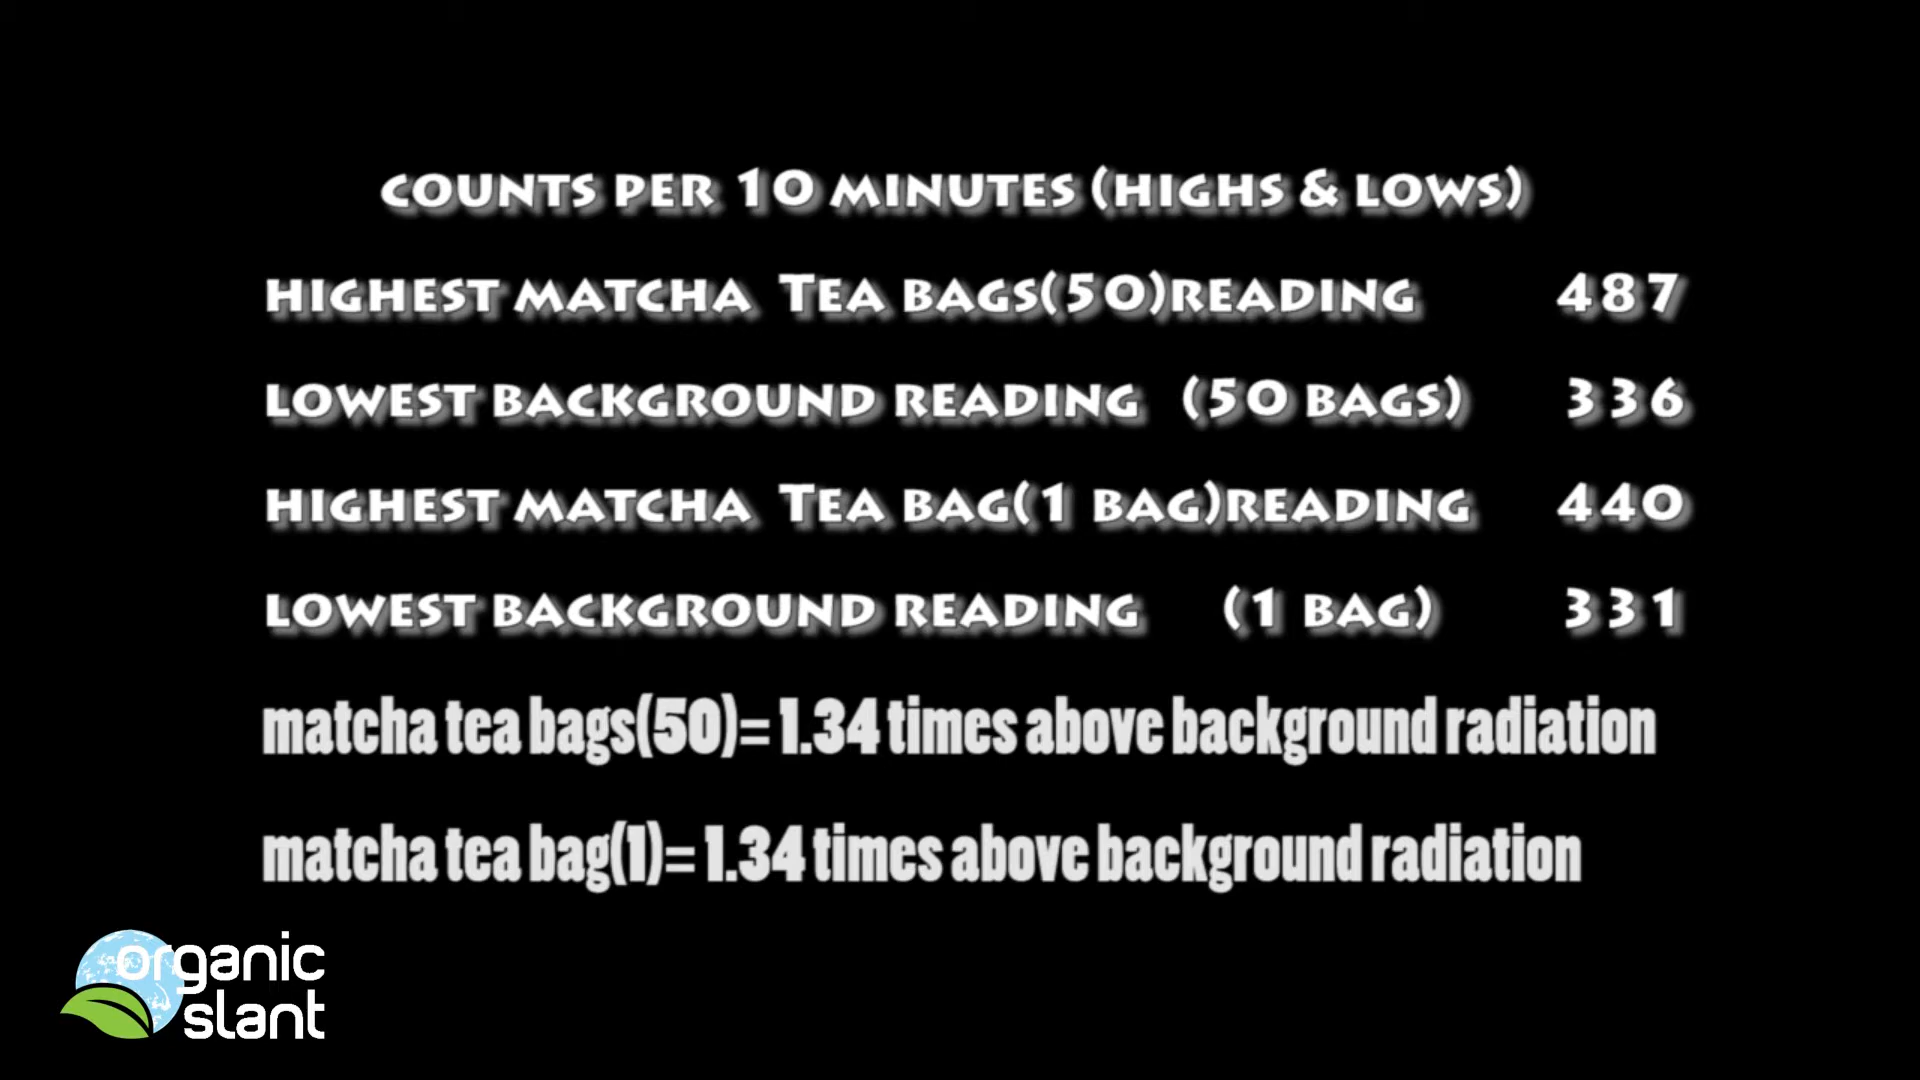 COUNTS PER 10 MINUTES (HIGHS & LOWS)
HIGHEST MATCHA TEA BAGS(50)READING 487
LOWEST BACKGROUND READING (50 BAGS) 336
HIGHEST MATCHA TEA BAG(1 BAG)READING 440
LOWEST BACKGROUND READING (1 BAG) 331
matcha tea bags(50)= 1.34 times above background radiation
matcha tea bag(1)= 1.34 times above background radiation
organic
slant